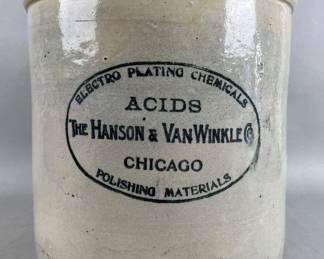 ELECTRO PLATING CHEMICALS
ACIDS
THE HANSON & VAN WINKLE CO
CHICAGO
POLISHING MATERIALS